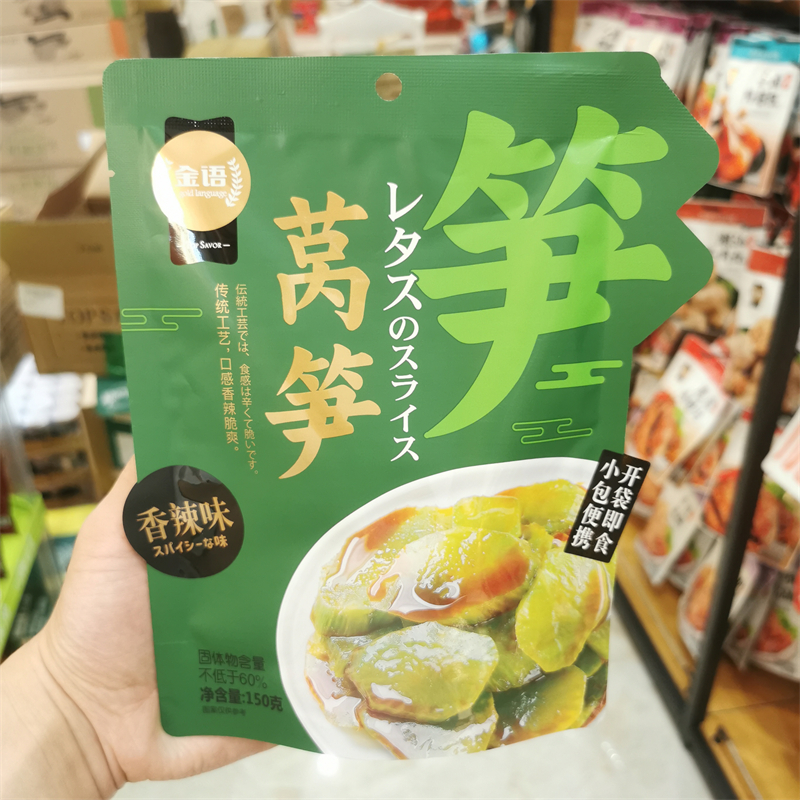 金语
gold language
SAVOR
笋
レタスのスライス
莴笋
伝統工芸では、食感は辛くて脆いです。
传统工艺，口感香辣脆爽。
香辣味
スパイシーな味
开袋即食
小包便携
固体物含量
不低于60%
净含量:150克